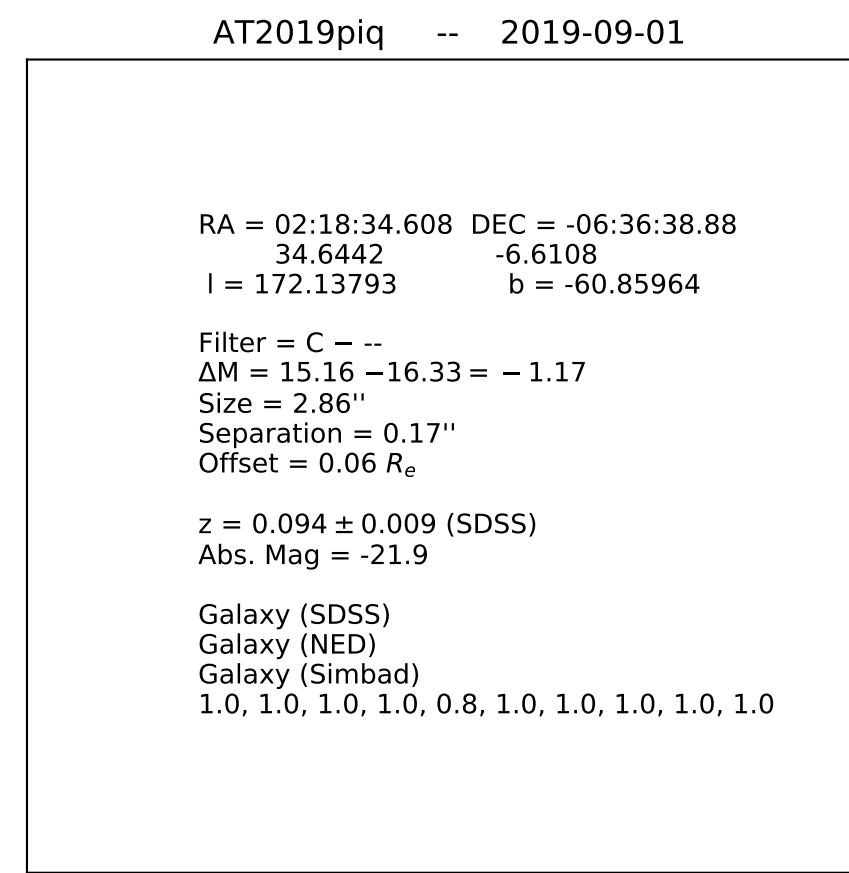 AT2019piq -- 2019-09-01
RA = 02:18:34.608 DEC = -06:36:38.88
34.6442 -6.6108
l = 172.13793 b = -60.85964
Filter = C − --
ΔM = 15.16 −16.33 = − 1.17
Size = 2.86''
Separation = 0.17''
Offset = 0.06 Rₑ
z = 0.094 ± 0.009 (SDSS)
Abs. Mag = -21.9
Galaxy (SDSS)
Galaxy (NED)
Galaxy (Simbad)
1.0, 1.0, 1.0, 1.0, 0.8, 1.0, 1.0, 1.0, 1.0, 1.0